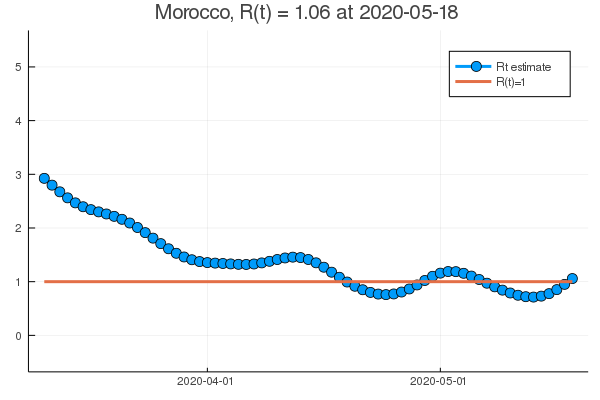 Morocco, R(t) = 1.06 at 2020-05-18
5
4
3
2
1
0
Rt estimate
R(t)=1
2020-04-01
2020-05-01